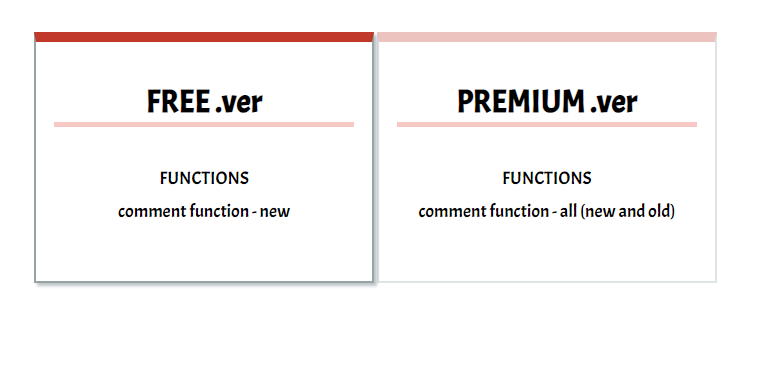 FREE .ver
FUNCTIONS
comment function - new
PREMIUM .ver
FUNCTIONS
comment function - all (new and old)